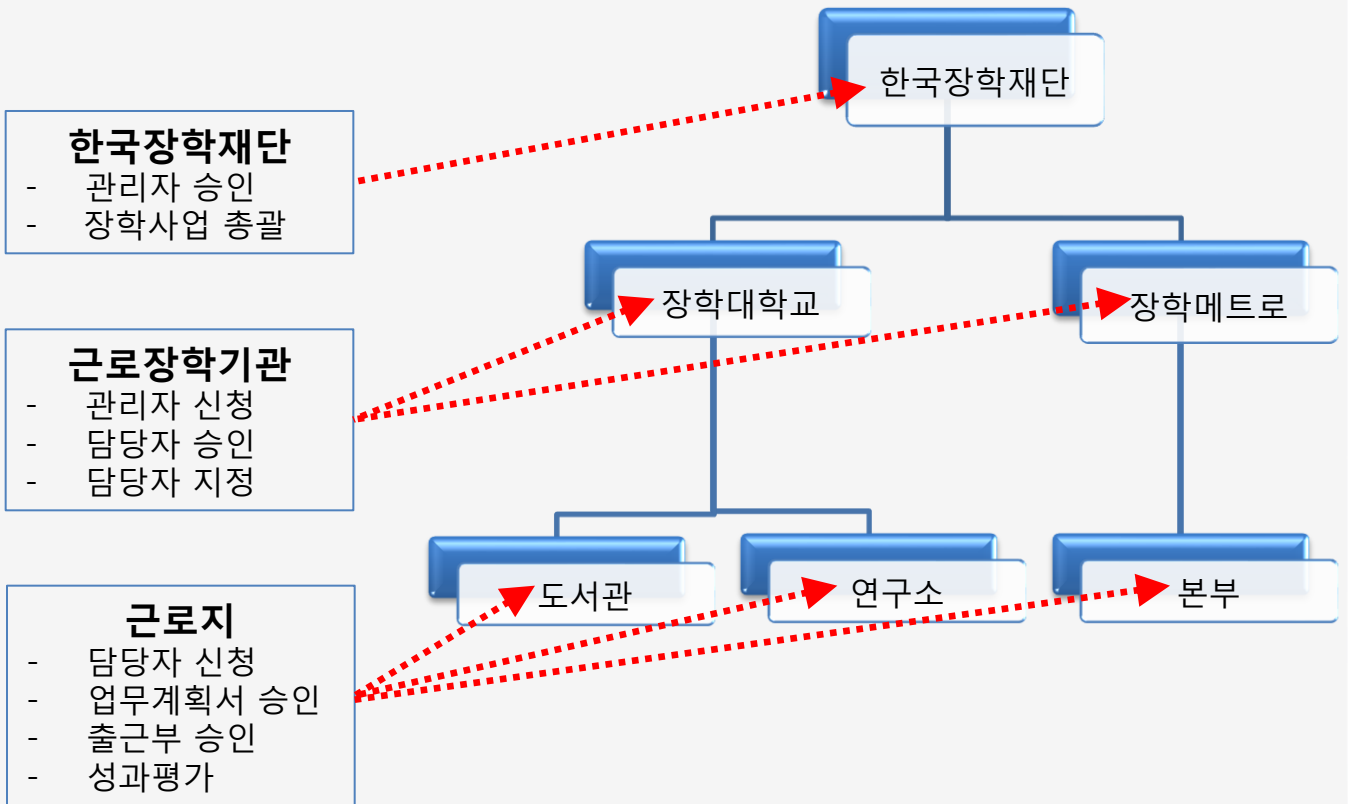 한국장학재단
한국장학재단
- 관리자 승인
- 장학사업 총괄
장학대학교
장학메트로
근로장학기관
- 관리자 신청
- 담당자 승인
- 담당자 지정
도서관
연구소
본부
근로지
- 담당자 신청
- 업무계획서 승인
- 출근부 승인
- 성과평가